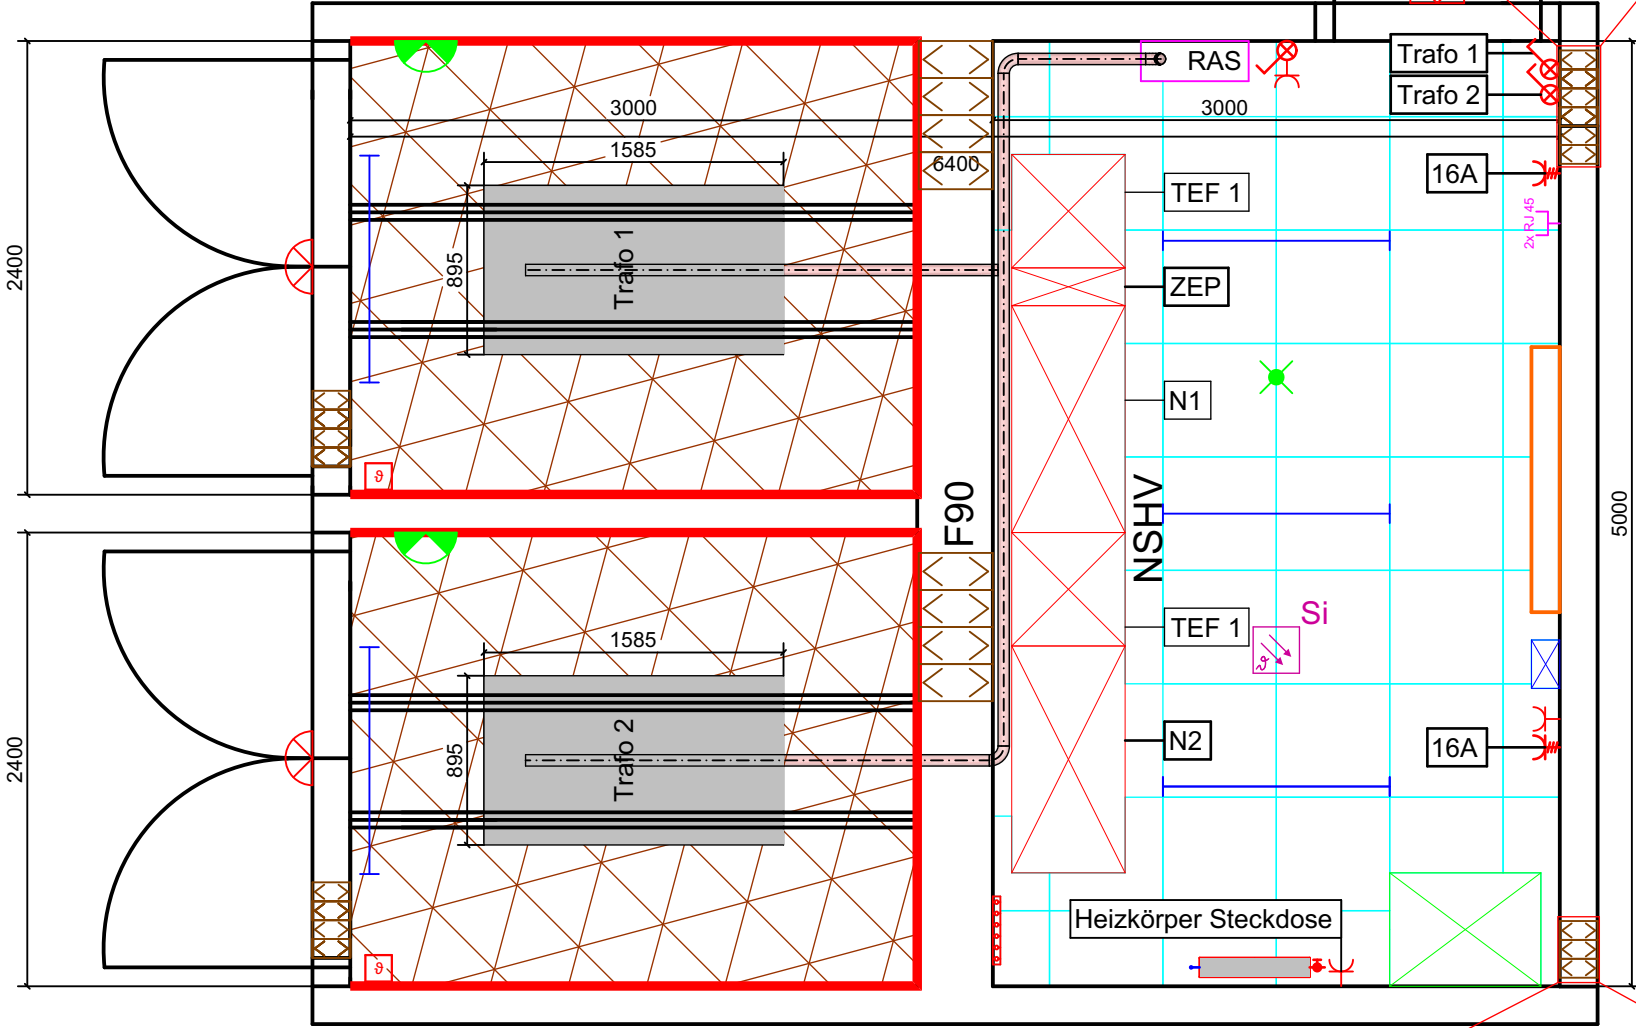 RAS
Trafo 1
Trafo 2
3000
3000
1585
6400
16A
TEF 1
2x RJ 45
2400
895
Trafo 1
ZEP
N1
ϑ
F90
NSHV
5000
Si
TEF 1
1585
2400
895
Trafo 2
N2
16A
Heizkörper Steckdose
ϑ